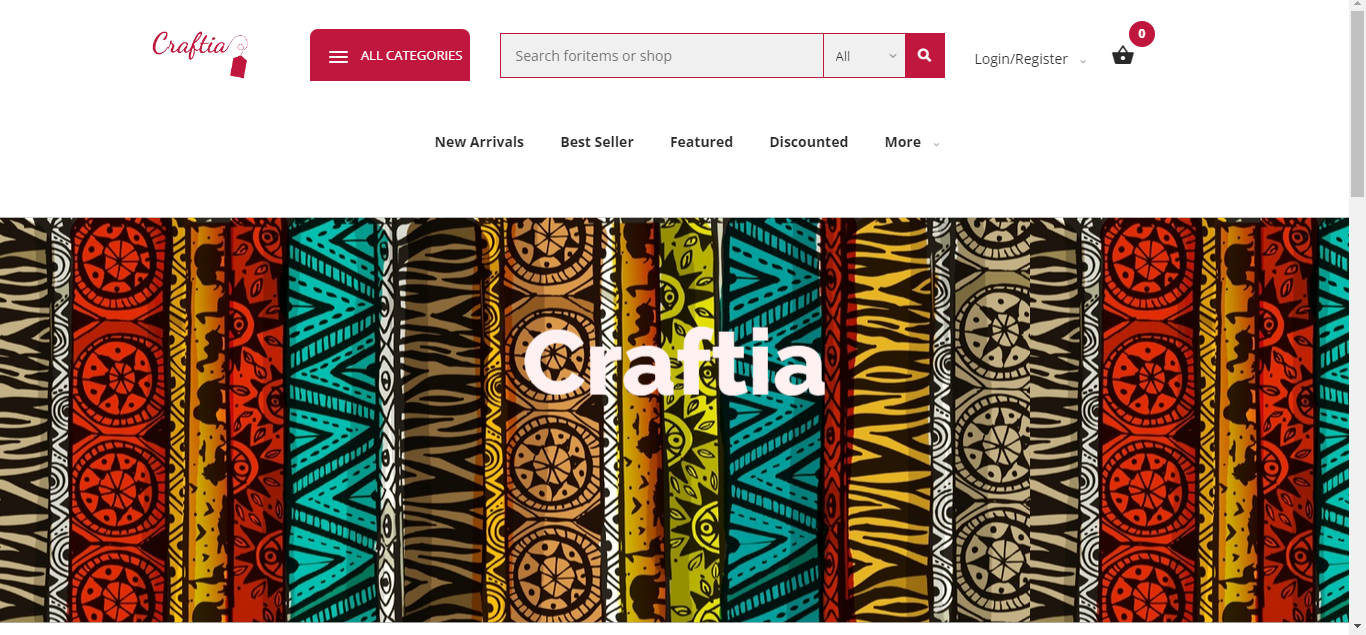 Craftia
ALL CATEGORIES
Search foritems or shop
All
Login/Register
0
New Arrivals
Best Seller
Featured
Discounted
More
Craftia